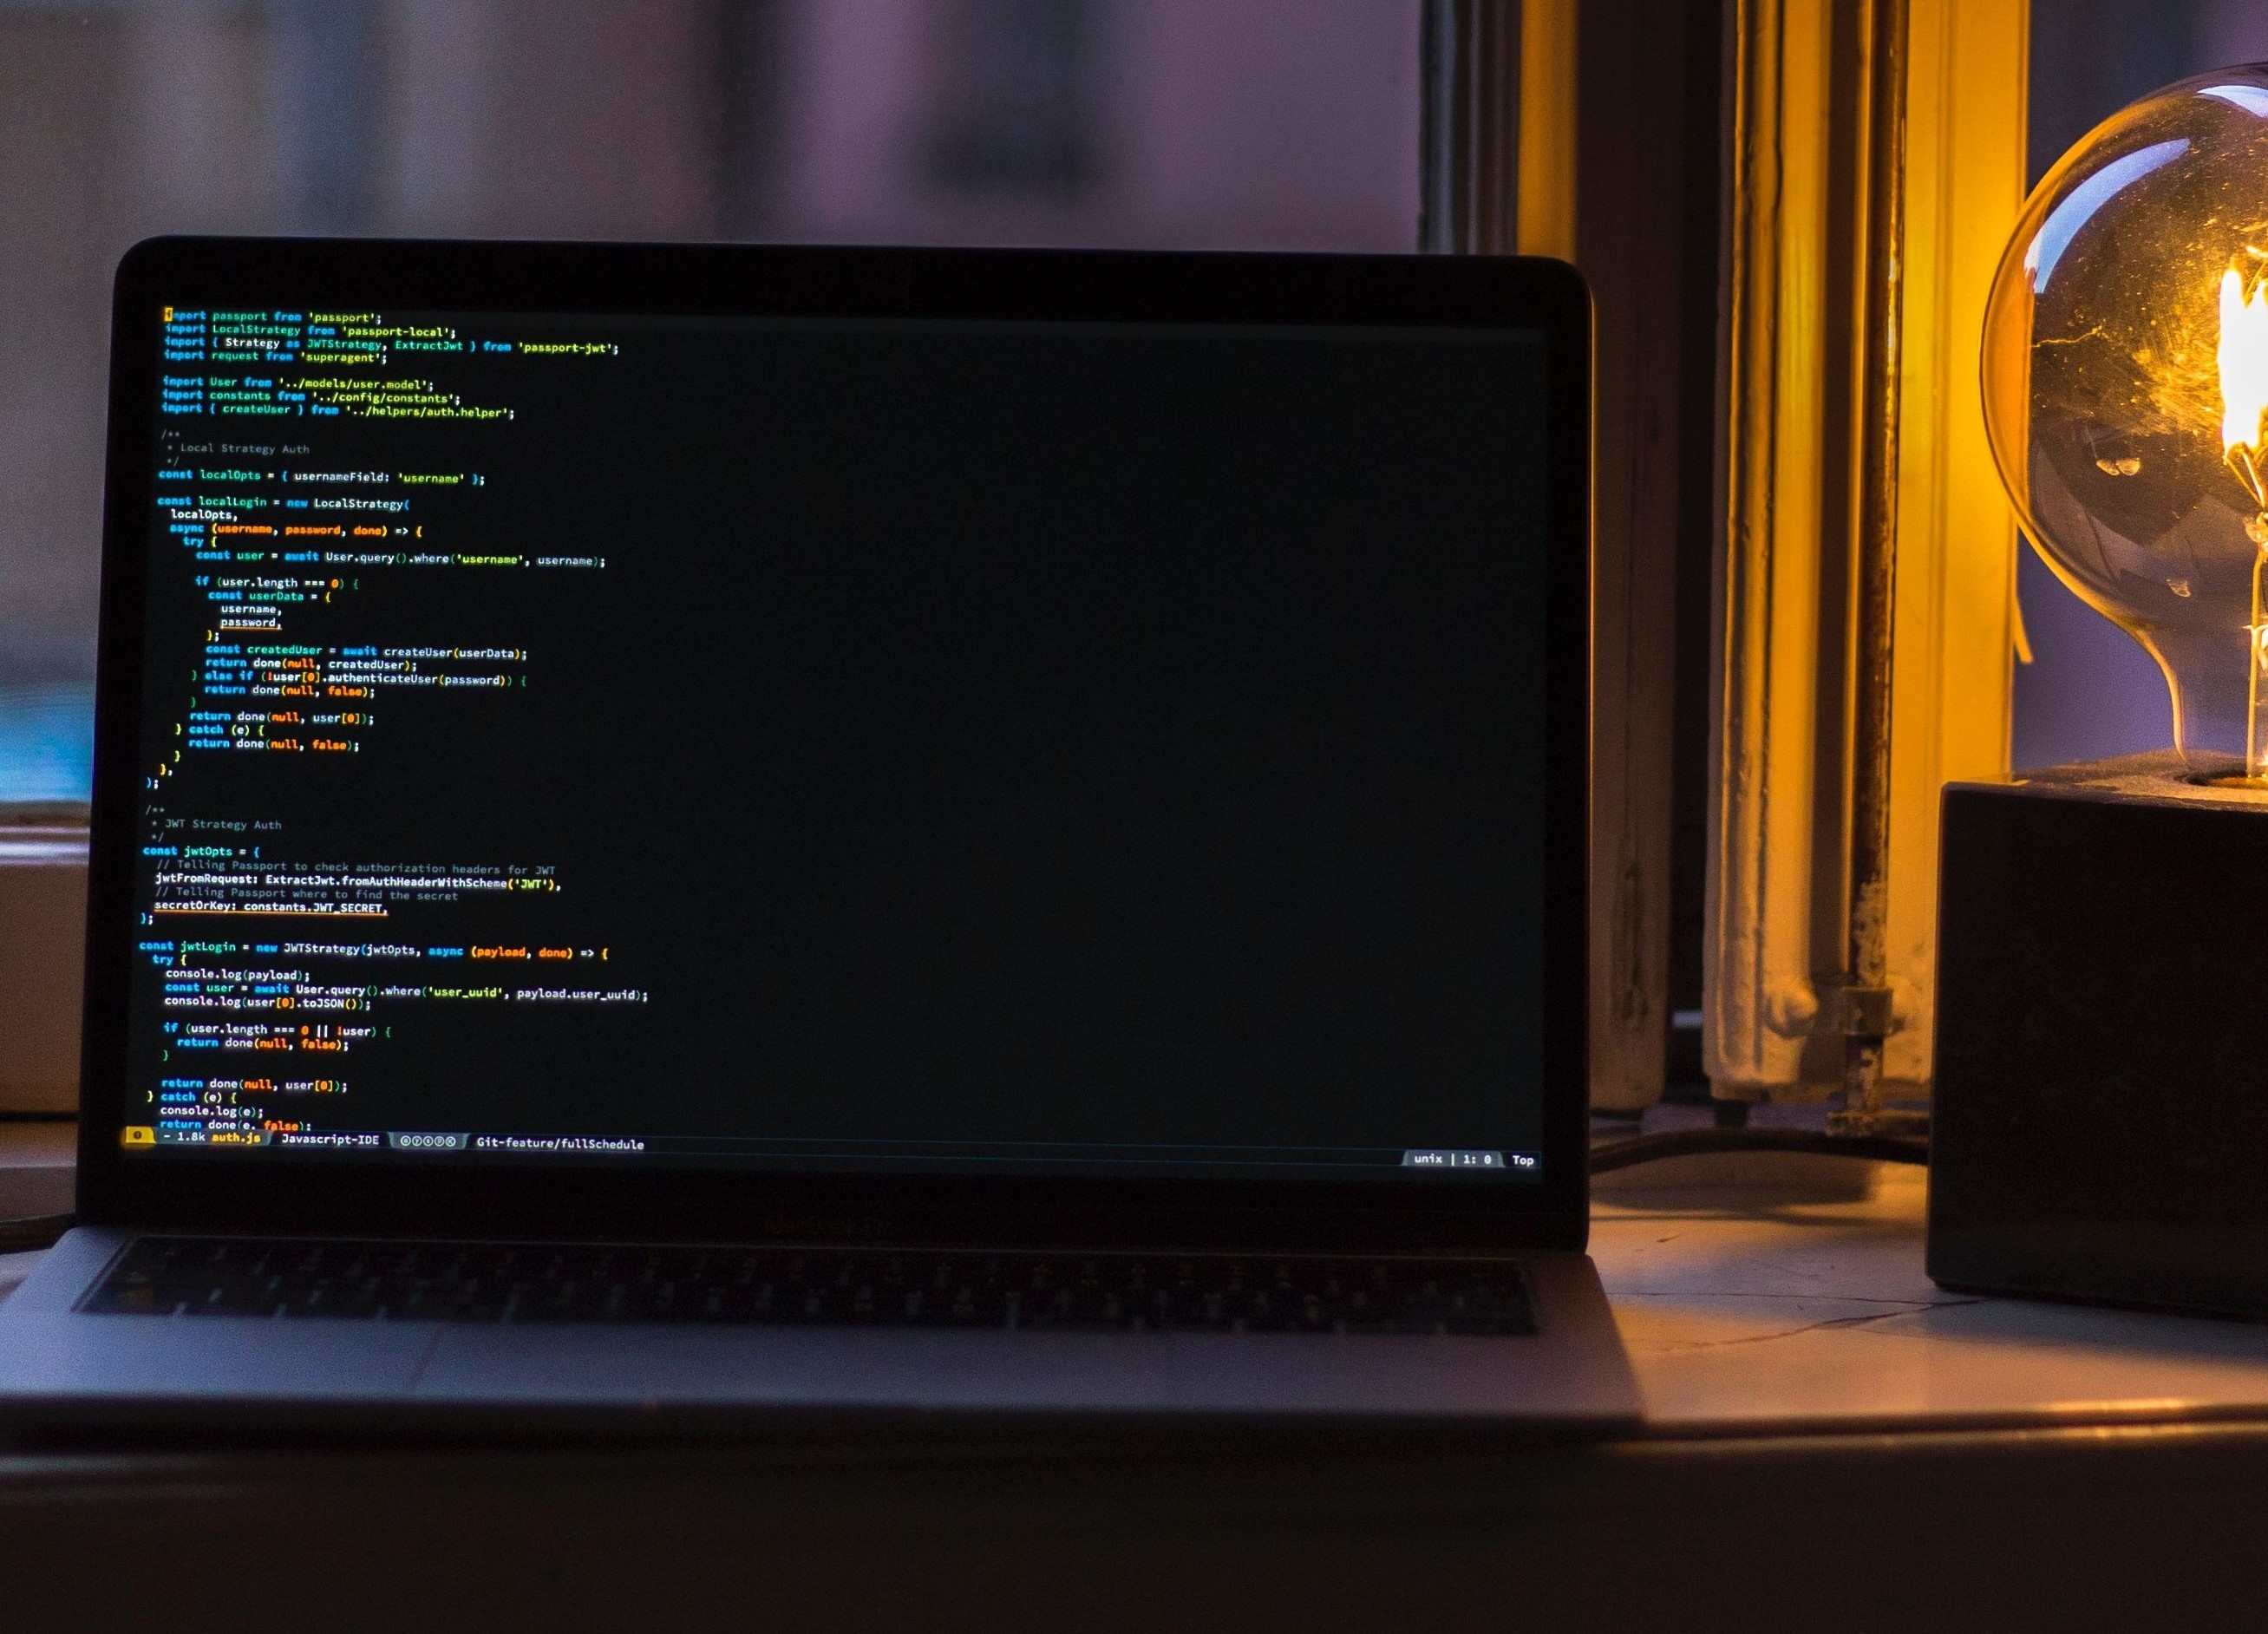 import passport from 'passport';
import LocalStrategy from 'passport-local';
import { Strategy as JWTStrategy, ExtractJwt } from 'passport-jwt';
import request from 'superagent';
import User from '../models/user.model';
import constants from '../config/constants';
import { createUser } from '../helpers/auth.helper';
/**
* Local Strategy Auth
*/
const localOpts = { usernameField: 'username' };
const localLogin = new LocalStrategy(
localOpts,
async (username, password, done) => {
try {
const user = await User.query().where('username', username);
if (user.length === 0) {
const userData = {
username,
password,
};
const createdUser = await createUser(userData);
return done(null, createdUser);
} else if (!user[0].authenticateUser(password)) {
return done(null, false);
}
return done(null, user[0]);
} catch (e) {
return done(null, false);
}
},
);
/**
* JWT Strategy Auth
*/
const jwtOpts = {
// Telling Passport to check authorization headers for JWT
jwtFromRequest: ExtractJwt.fromAuthHeaderWithScheme('JWT'),
// Telling Passport where to find the secret
secretOrKey: constants.JWT_SECRET,
};
const jwtLogin = new JWTStrategy(jwtOpts, async (payload, done) => {
try {
console.log(payload);
const user = await User.query().where('user_uuid', payload.user_uuid);
console.log(user[0].toJSON());
if (user.length === 0 || !user) {
return done(null, false);
}
return done(null, user[0]);
} catch (e) {
console.log(e);
return done(e, false);
- 1.8k auth.js Javascript-IDE Git-feature/fullSchedule unix | 1: 0 Top
MacBook Pro